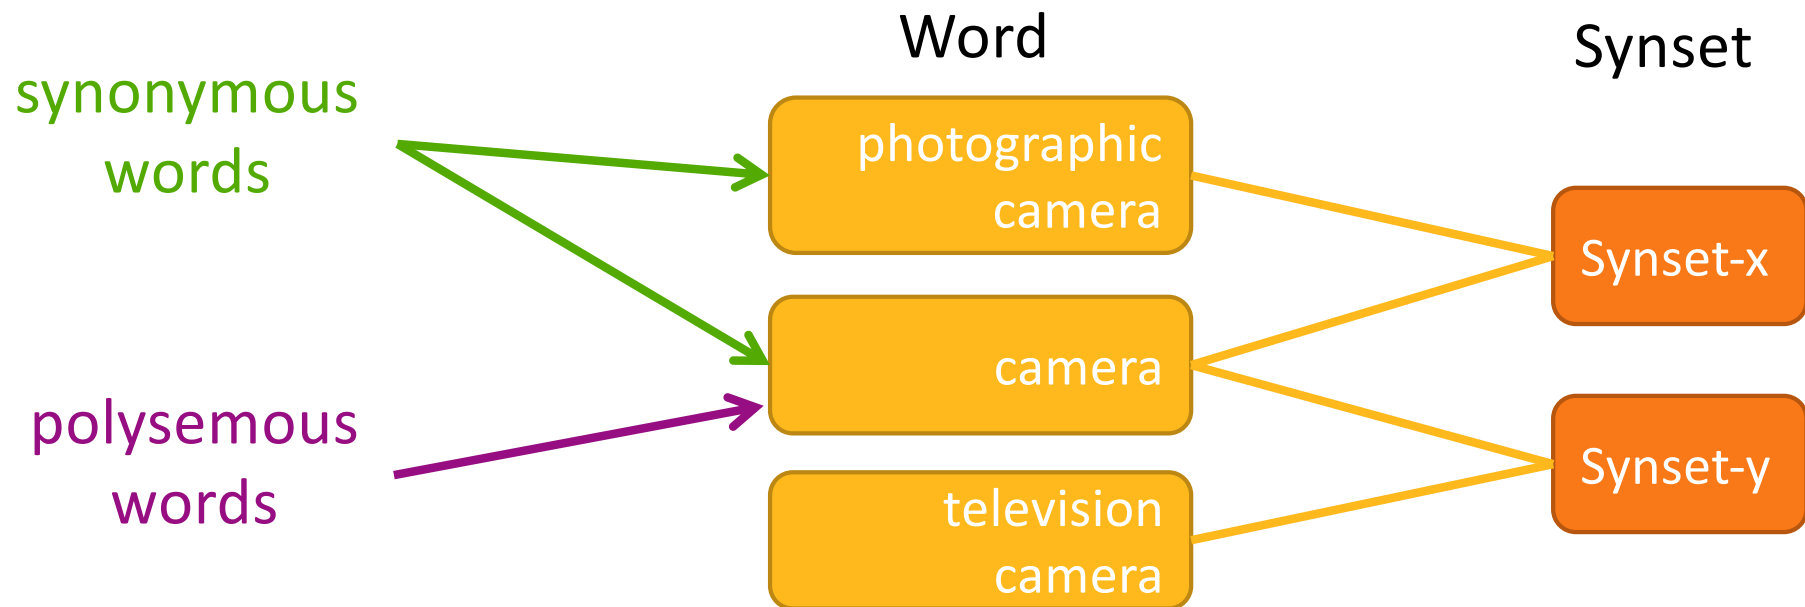 synonymous
words
polysemous
words
Word
photographic
camera
camera
television
camera
Synset
Synset-x
Synset-y